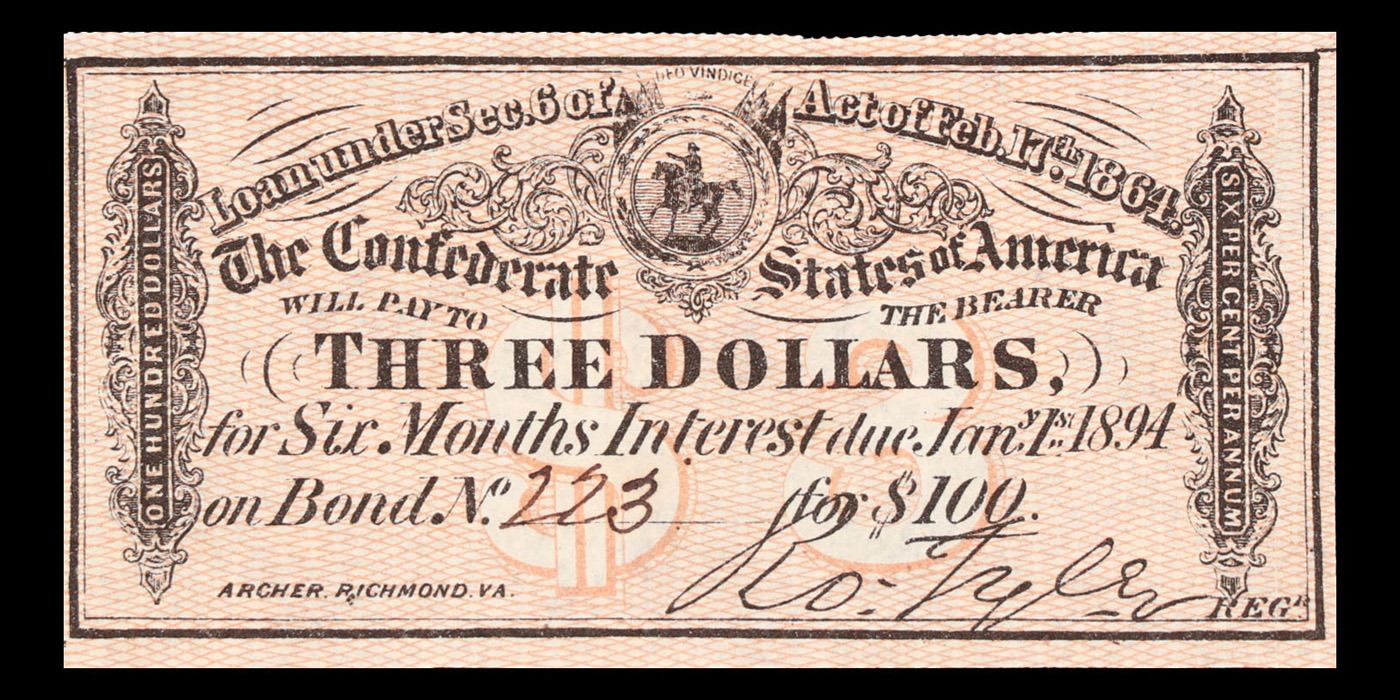 DEO VINDICE
Loan under Sec. 6 of Act of Feb. 17th. 1864.
The Confederate States of America
WILL PAY TO THE BEARER
THREE DOLLARS,
for Six Months Interest due Jany 1st 1894
on Bond No. 223 for $100.
Ro: Tyler REGR
ARCHER. RICHMOND. VA.
ONE HUNDRED DOLLARS
SIX PER CENT PER ANNUM
$3